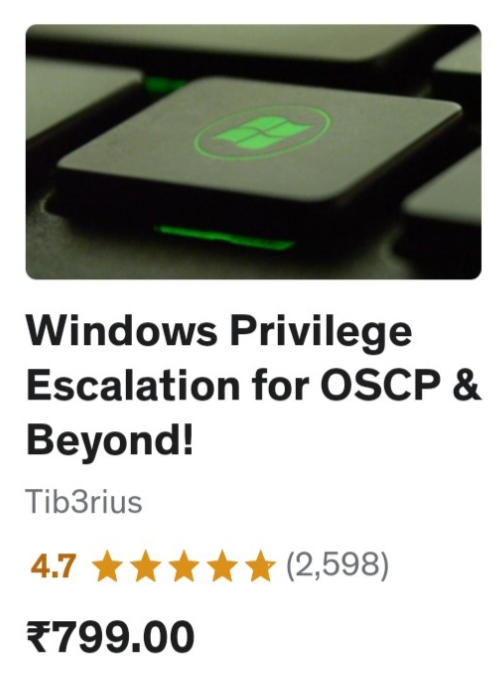 Windows Privilege
Escalation for OSCP &
Beyond!
Tib3rius
4.7 (2,598)
₹799.00